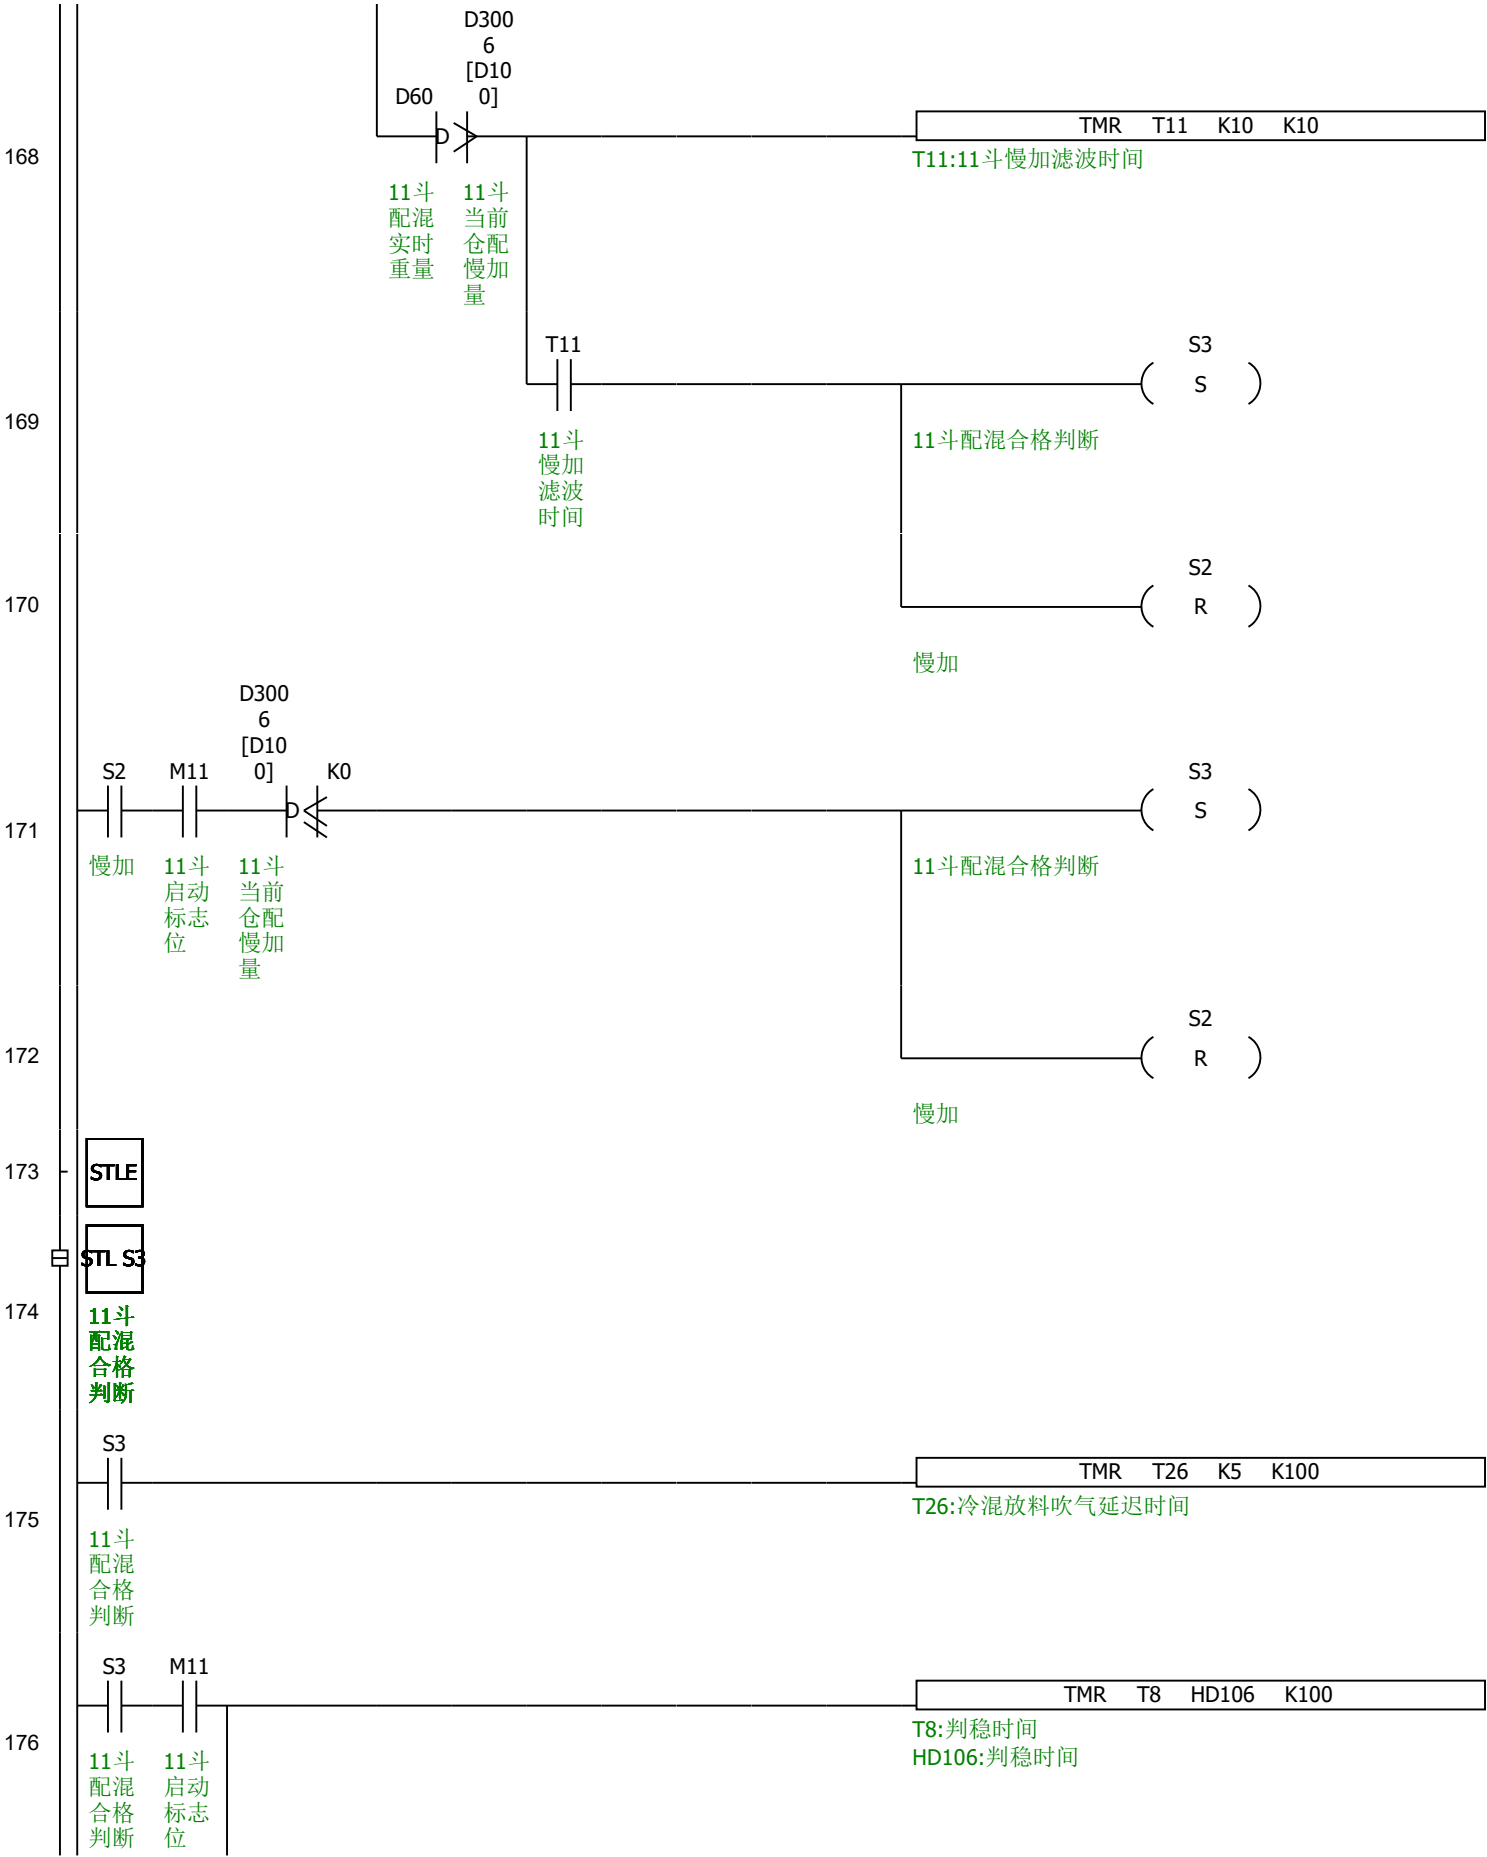 D300
6
[D10
0]
D60
D
TMR T11 K10 K10
168
T11:11斗慢加滤波时间
11斗
配混
实时
重量
11斗
当前
仓配
慢加
量
T11
S3
S
169
11斗
慢加
滤波
时间
11斗配混合格判断
S2
R
170
慢加
D300
6
[D10
0]
S2
M11
K0
D
S3
S
171
慢加
11斗
启动
标志
位
11斗
当前
仓配
慢加
量
11斗配混合格判断
S2
R
172
慢加
173
STLE
STL S3
174
11斗
配混
合格
判断
S3
TMR T26 K5 K100
T26:冷混放料吹气延迟时间
175
11斗
配混
合格
判断
S3
M11
TMR T8 HD106 K100
T8:判稳时间
HD106:判稳时间
176
11斗
配混
合格
判断
11斗
启动
标志
位